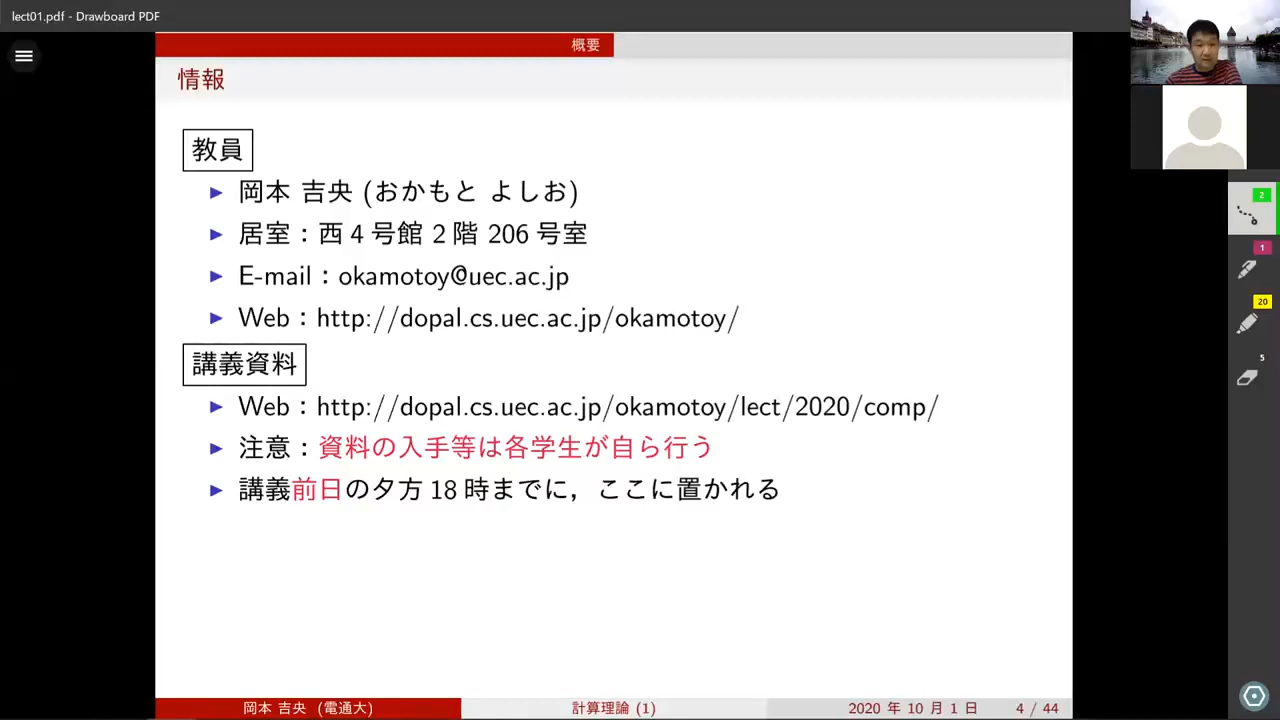 lect01.pdf - Drawboard PDF
概要
情報
教員
岡本 吉央 (おかもと よしお)
居室：西 4 号館 2 階 206 号室
E-mail：okamotoy@uec.ac.jp
Web：http://dopal.cs.uec.ac.jp/okamotoy/
講義資料
Web：http://dopal.cs.uec.ac.jp/okamotoy/lect/2020/comp/
注意：資料の入手等は各学生が自ら行う
講義前日の夕方 18 時までに，ここに置かれる
岡本 吉央 (電通大)
計算理論 (1)
2020 年 10 月 1 日
4 / 44
2
1
20
5